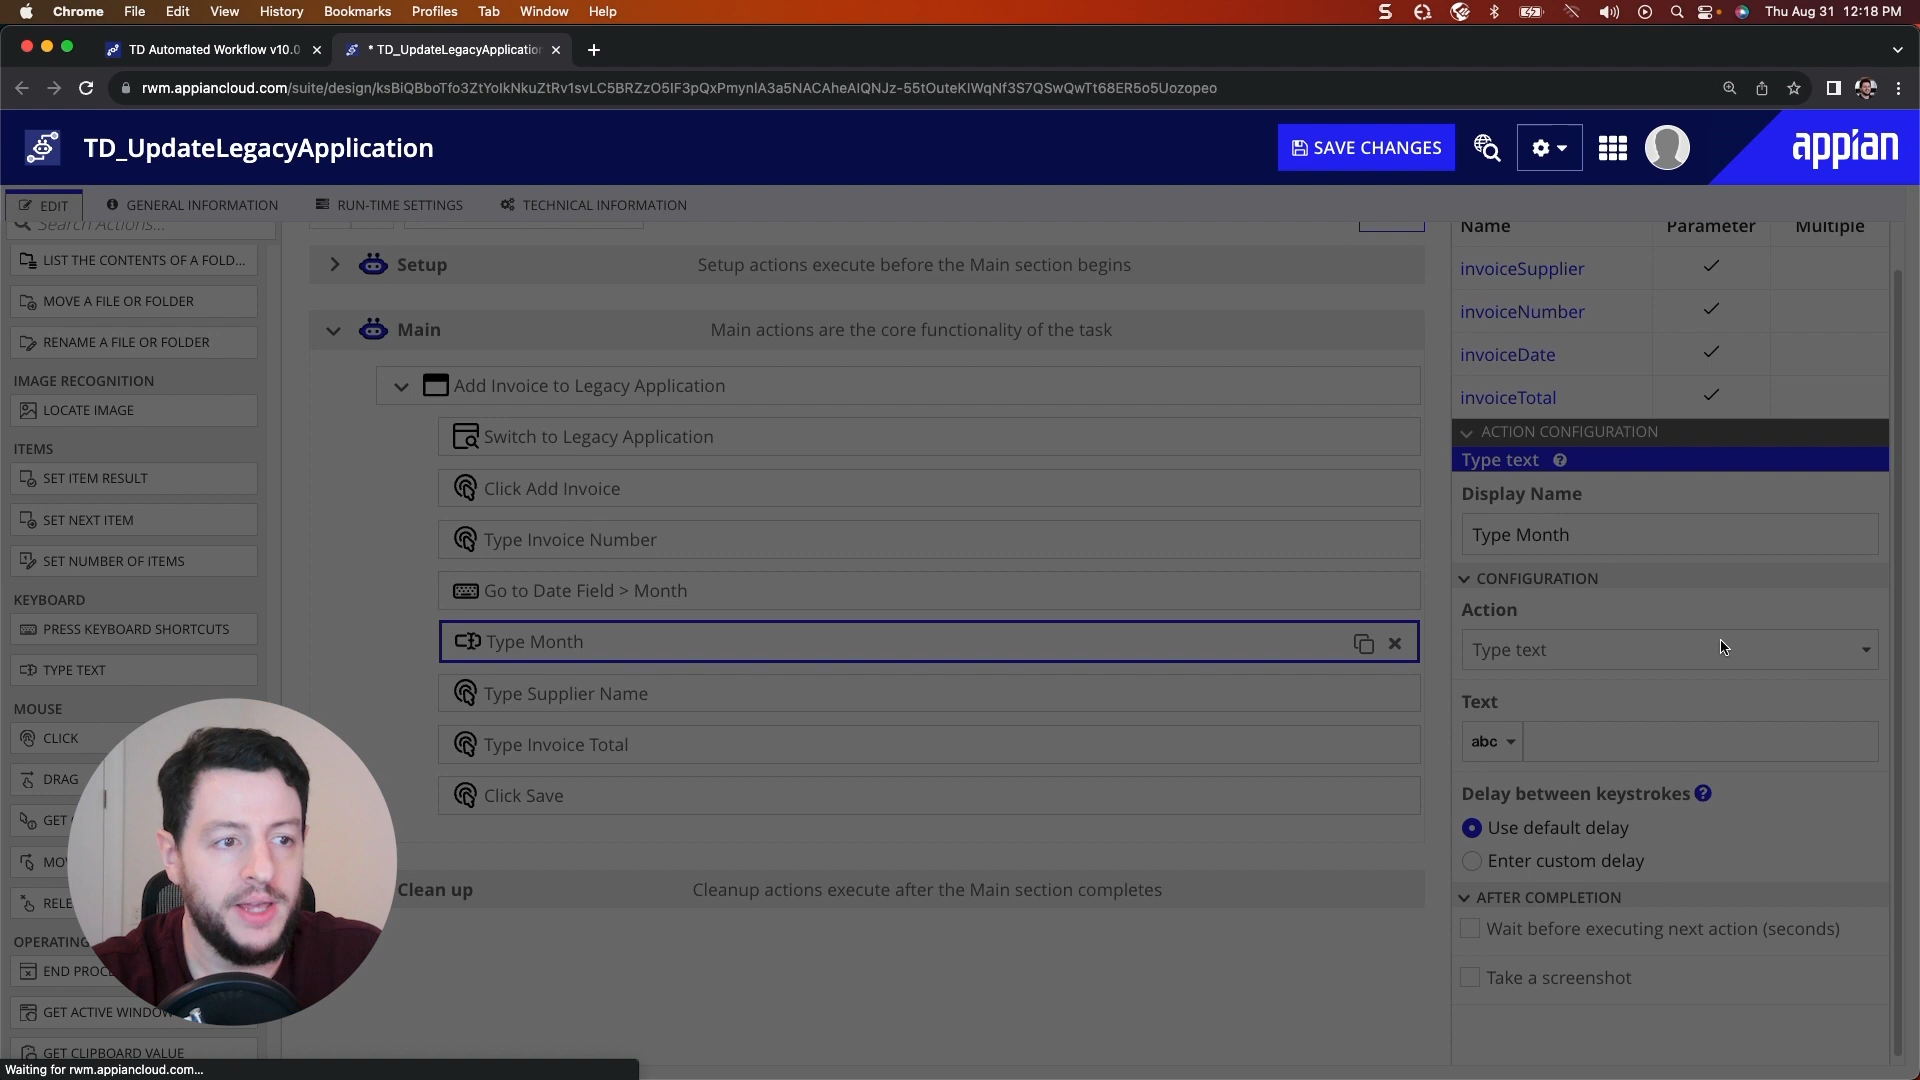 Chrome File Edit View History Bookmarks Profiles Tab Window Help Thu Aug 31 12:18 PM
TD Automated Workflow v10.0 * TD_UpdateLegacyApplication
rwm.appiancloud.com/suite/design/
TD_UpdateLegacyApplication SAVE CHANGES appian
EDIT GENERAL INFORMATION RUN-TIME SETTINGS TECHNICAL INFORMATION
Search Actions...
LIST THE CONTENTS OF A FOLD...
MOVE A FILE OR FOLDER
RENAME A FILE OR FOLDER
IMAGE RECOGNITION
LOCATE IMAGE
ITEMS
SET ITEM RESULT
SET NEXT ITEM
SET NUMBER OF ITEMS
KEYBOARD
PRESS KEYBOARD SHORTCUTS
TYPE TEXT
MOUSE
CLICK
DRAG
GET
MO
RELE
OPERATING
END PROC
GET ACTIVE WINDOW
GET CLIPBOARD VALUE
Setup Setup actions execute before the Main section begins
Main Main actions are the core functionality of the task
Add Invoice to Legacy Application
Switch to Legacy Application
Click Add Invoice
Type Invoice Number
Go to Date Field > Month
Type Month
Type Supplier Name
Type Invoice Total
Click Save
Clean up Cleanup actions execute after the Main section completes
Name Parameter Multiple
invoiceSupplier
invoiceNumber
invoiceDate
invoiceTotal
ACTION CONFIGURATION
Type text ?
Display Name
Type Month
CONFIGURATION
Action
Type text
Text
abc
Delay between keystrokes ?
Use default delay
Enter custom delay
AFTER COMPLETION
Wait before executing next action (seconds)
Take a screenshot
Waiting for rwm.appiancloud.com...